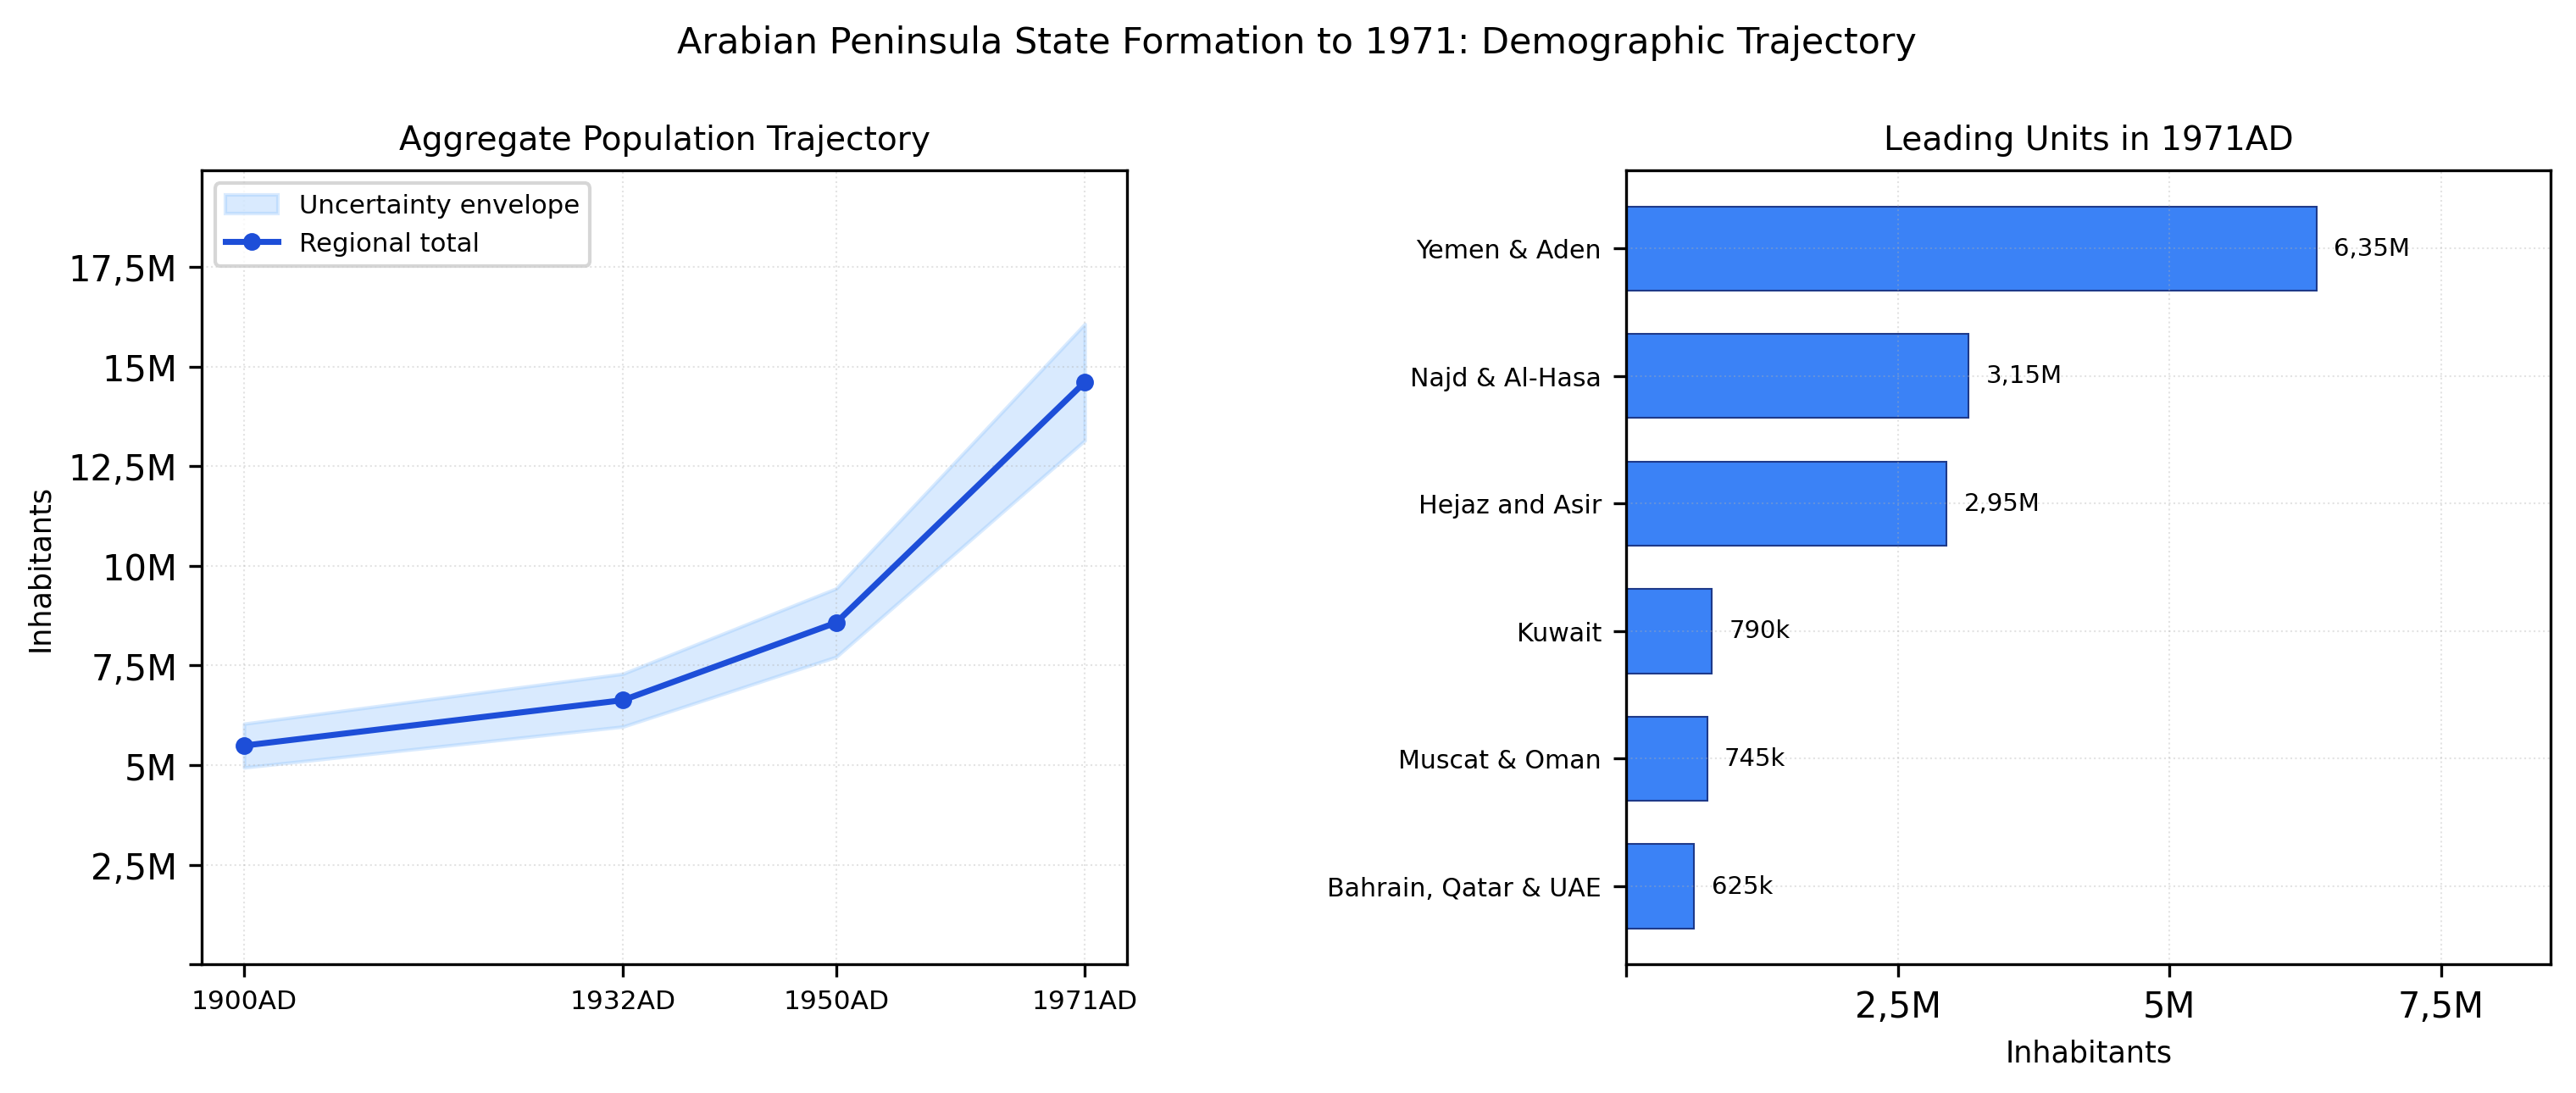 Arabian Peninsula State Formation to 1971: Demographic Trajectory
Aggregate Population Trajectory
Uncertainty envelope
Regional total
17,5M
15M
12,5M
10M
7,5M
5M
2,5M
Inhabitants
1900AD 1932AD 1950AD 1971AD
Leading Units in 1971AD
Yemen & Aden 6,35M
Najd & Al-Hasa 3,15M
Hejaz and Asir 2,95M
Kuwait 790k
Muscat & Oman 745k
Bahrain, Qatar & UAE 625k
2,5M 5M 7,5M
Inhabitants